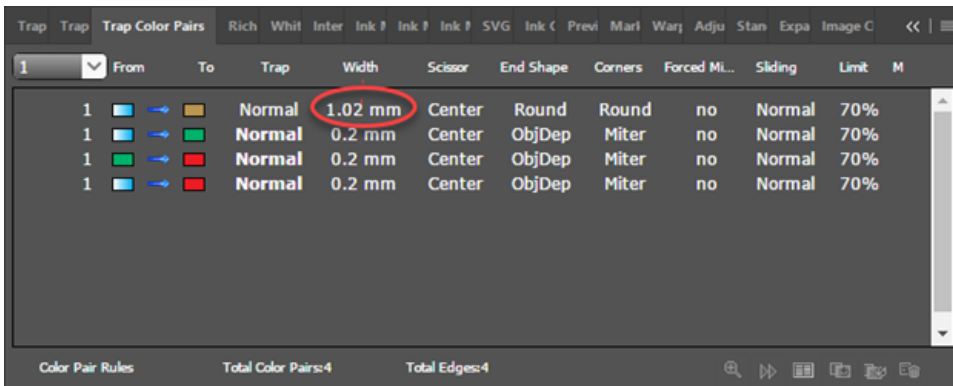 Trap Trap Trap Color Pairs Rich Whit Inter Ink Ink Ink SVG Ink Previ Mark Warp Adju Stan Expa Image C
1 From To Trap Width Scissor End Shape Corners Forced Mi... Sliding Limit M
1 Normal 1.02 mm Center Round Round no Normal 70%
1 Normal 0.2 mm Center ObjDep Miter no Normal 70%
1 Normal 0.2 mm Center ObjDep Miter no Normal 70%
1 Normal 0.2 mm Center ObjDep Miter no Normal 70%
Color Pair Rules Total Color Pairs:4 Total Edges:4